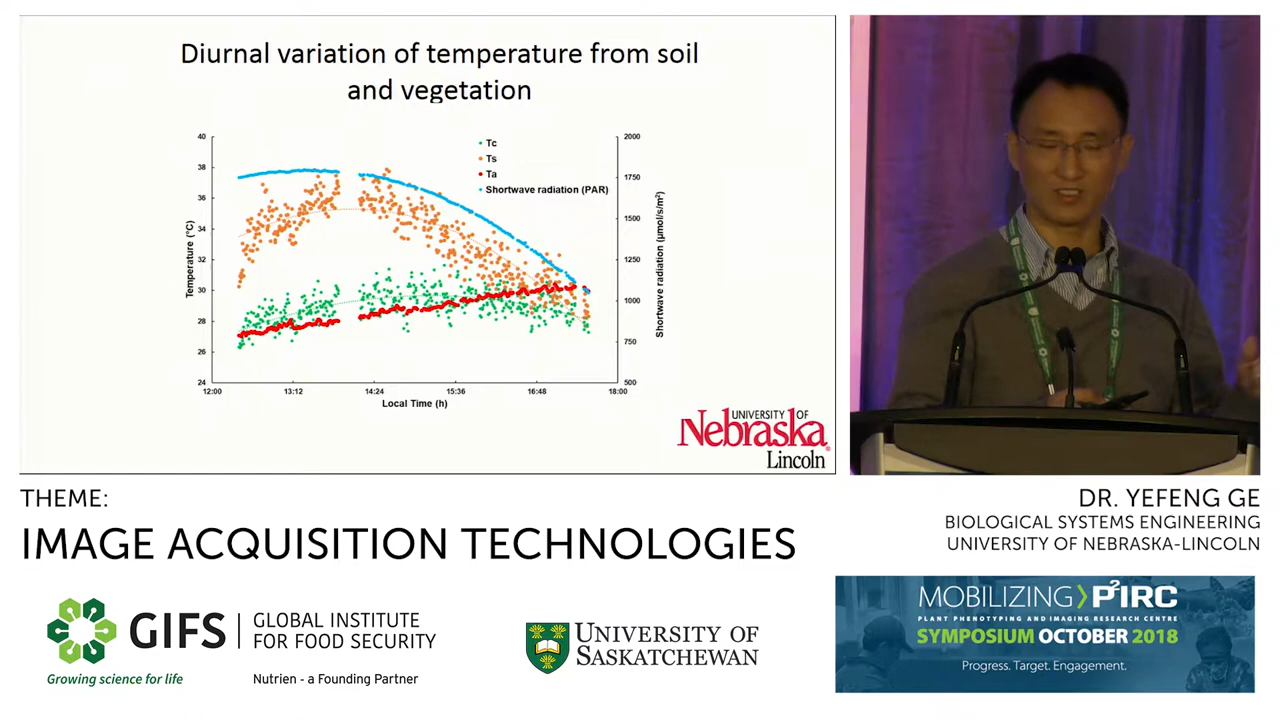 Diurnal variation of temperature from soil
and vegetation
40
38
36
34
32
30
28
26
24
Temperature (°C)
2000
1750
1500
1250
1000
750
500
Shortwave radiation (µmol/s/m²)
Tc
Ts
Ta
Shortwave radiation (PAR)
12:00 13:12 14:24 15:36 16:48 18:00
Local Time (h)
UNIVERSITY OF
Nebraska
Lincoln
THEME:
IMAGE ACQUISITION TECHNOLOGIES
DR. YEFENG GE
BIOLOGICAL SYSTEMS ENGINEERING
UNIVERSITY OF NEBRASKA-LINCOLN
GIFS
GLOBAL INSTITUTE
FOR FOOD SECURITY
Growing science for life
Nutrien - a Founding Partner
UNIVERSITY OF
SASKATCHEWAN
MOBILIZING P²IRC
PLANT PHENOTYPING AND IMAGING RESEARCH CENTRE
SYMPOSIUM OCTOBER 2018
Progress. Target. Engagement.